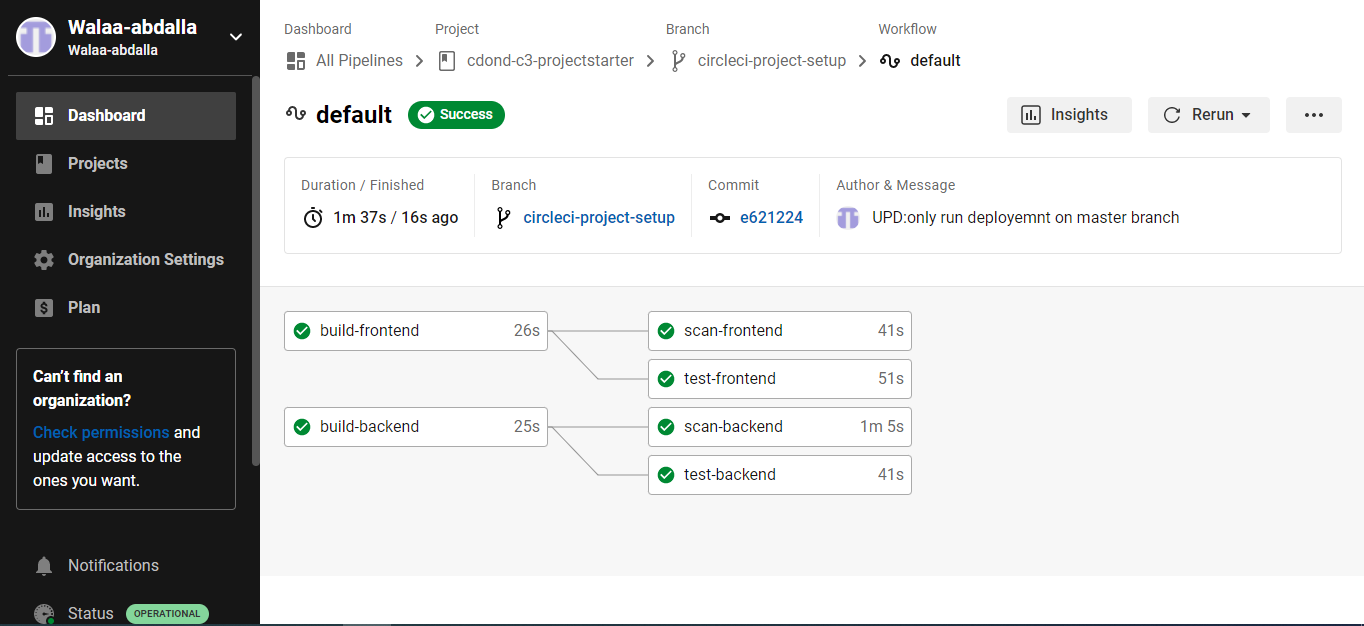 Walaa-abdalla
Walaa-abdalla
Dashboard
Projects
Insights
Organization Settings
Plan
Can't find an
organization?
Check permissions and
update access to the
ones you want.
Notifications
Status OPERATIONAL
Dashboard Project Branch Workflow
All Pipelines cdond-c3-projectstarter circleci-project-setup default
default Success Insights Rerun
Duration / Finished Branch Commit Author & Message
1m 37s / 16s ago circleci-project-setup e621224 UPD:only run deployemnt on master branch
build-frontend 26s scan-frontend 41s
test-frontend 51s
build-backend 25s scan-backend 1m 5s
test-backend 41s